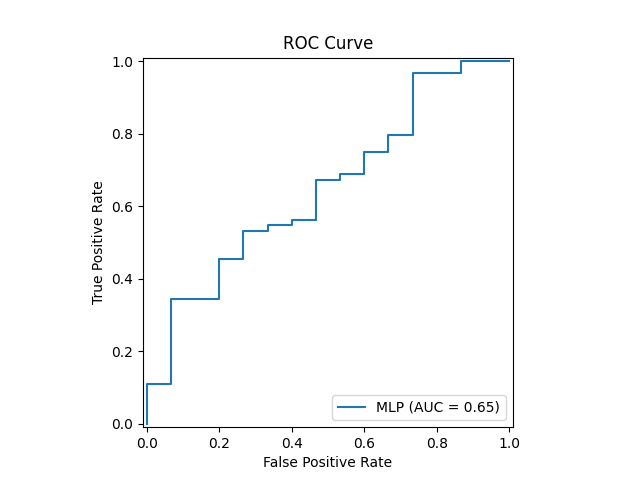 ROC Curve
1.0
0.8
0.6
0.4
0.2
0.0
True Positive Rate
MLP (AUC = 0.65)
0.0 0.2 0.4 0.6 0.8 1.0
False Positive Rate